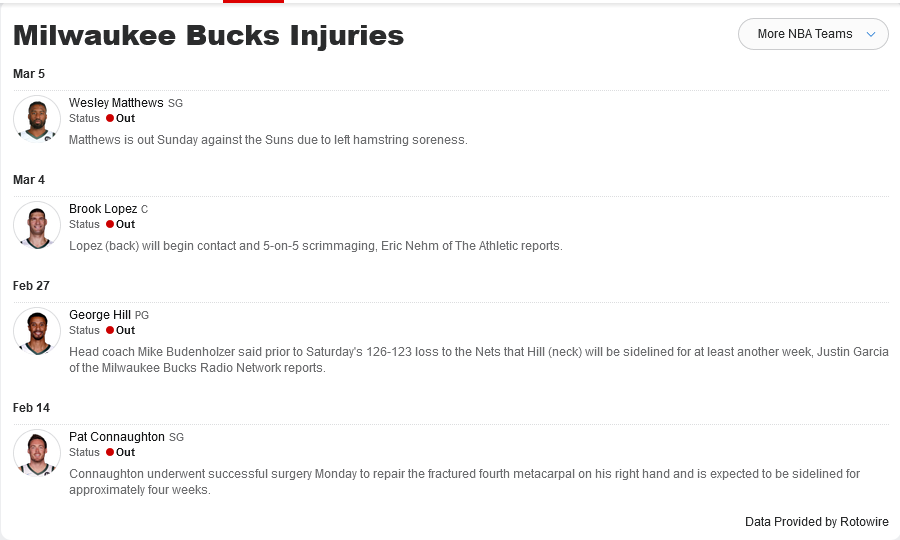 Milwaukee Bucks Injuries
More NBA Teams
Mar 5
Wesley Matthews SG
Status Out
Matthews is out Sunday against the Suns due to left hamstring soreness.
Mar 4
Brook Lopez C
Status Out
Lopez (back) will begin contact and 5-on-5 scrimmaging, Eric Nehm of The Athletic reports.
Feb 27
George Hill PG
Status Out
Head coach Mike Budenholzer said prior to Saturday's 126-123 loss to the Nets that Hill (neck) will be sidelined for at least another week, Justin Garcia
of the Milwaukee Bucks Radio Network reports.
Feb 14
Pat Connaughton SG
Status Out
Connaughton underwent successful surgery Monday to repair the fractured fourth metacarpal on his right hand and is expected to be sidelined for
approximately four weeks.
Data Provided by Rotowire